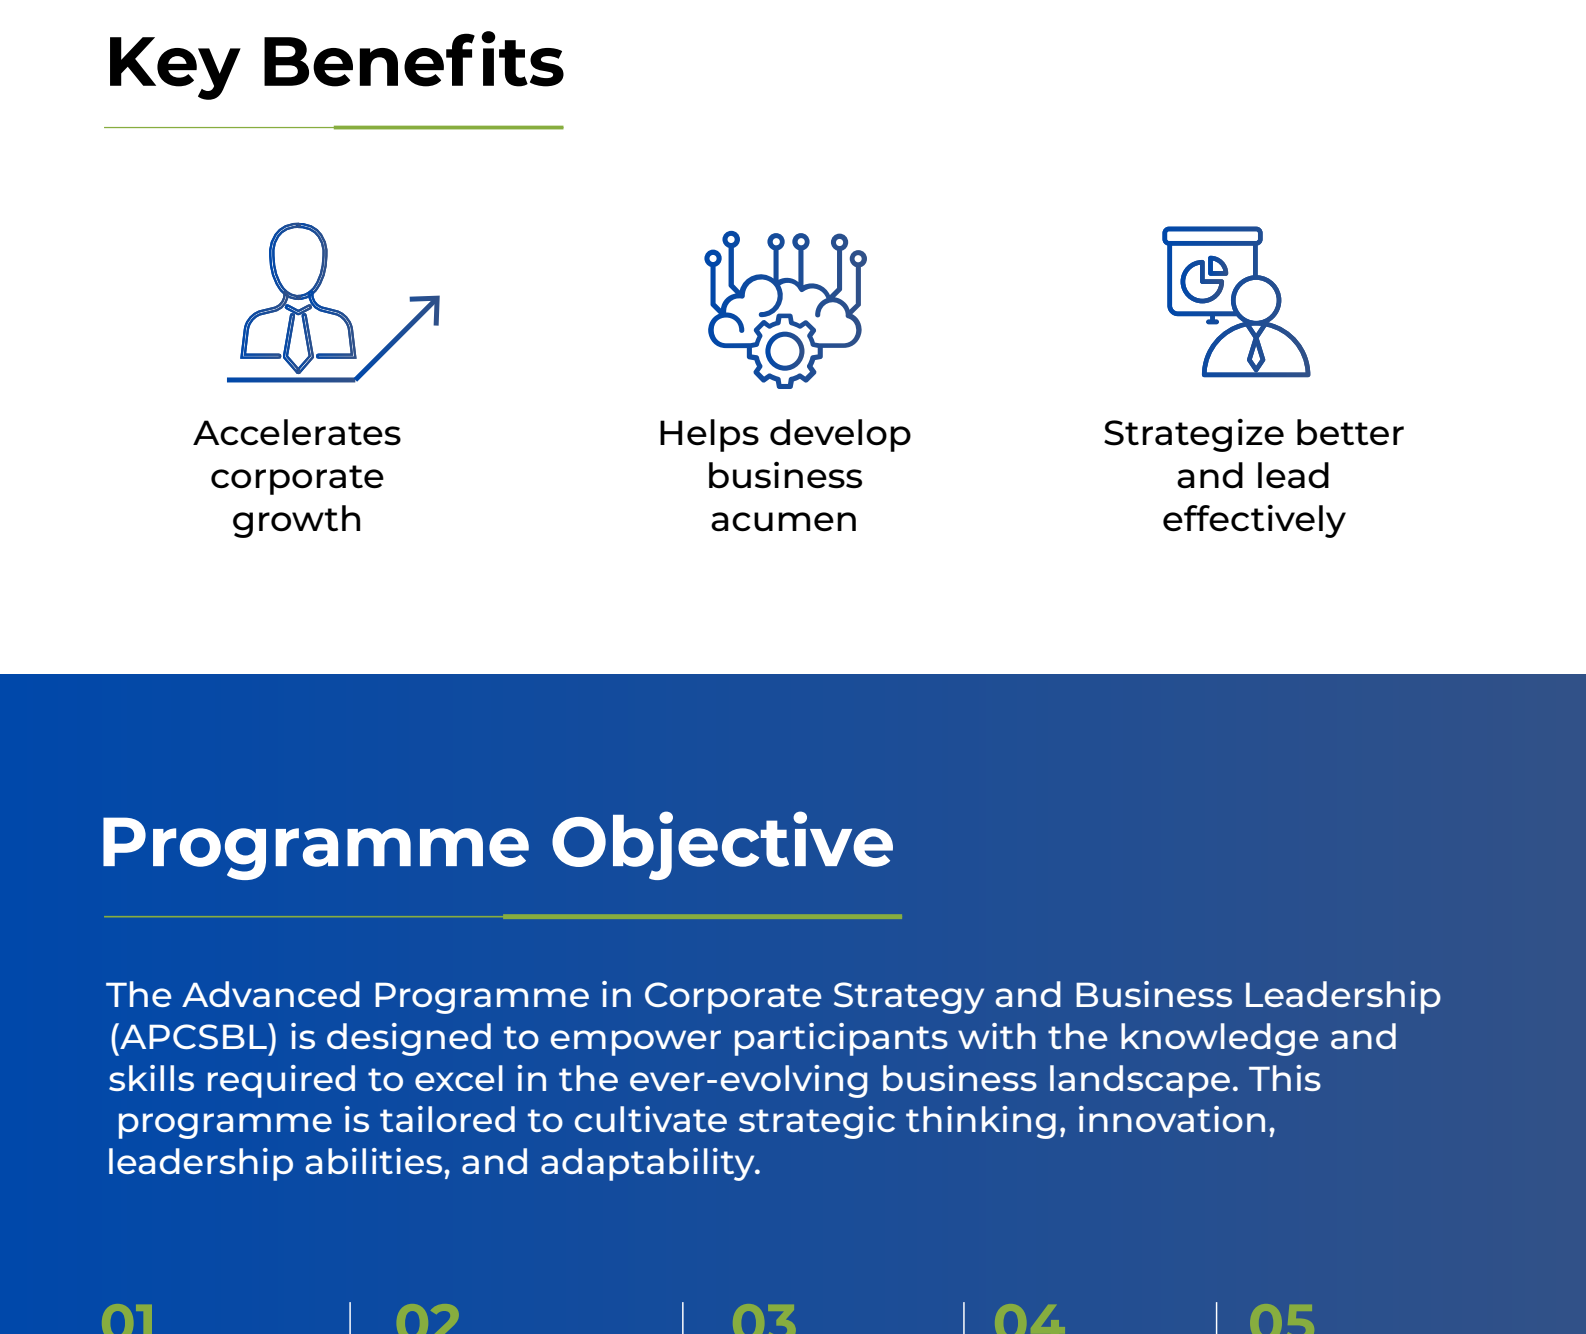 Key Benefits
Accelerates
corporate
growth
Helps develop
business
acumen
Strategize better
and lead
effectively
Programme Objective
The Advanced Programme in Corporate Strategy and Business Leadership
(APCSBL) is designed to empower participants with the knowledge and
skills required to excel in the ever-evolving business landscape. This
programme is tailored to cultivate strategic thinking, innovation,
leadership abilities, and adaptability.
01 02 03 04 05